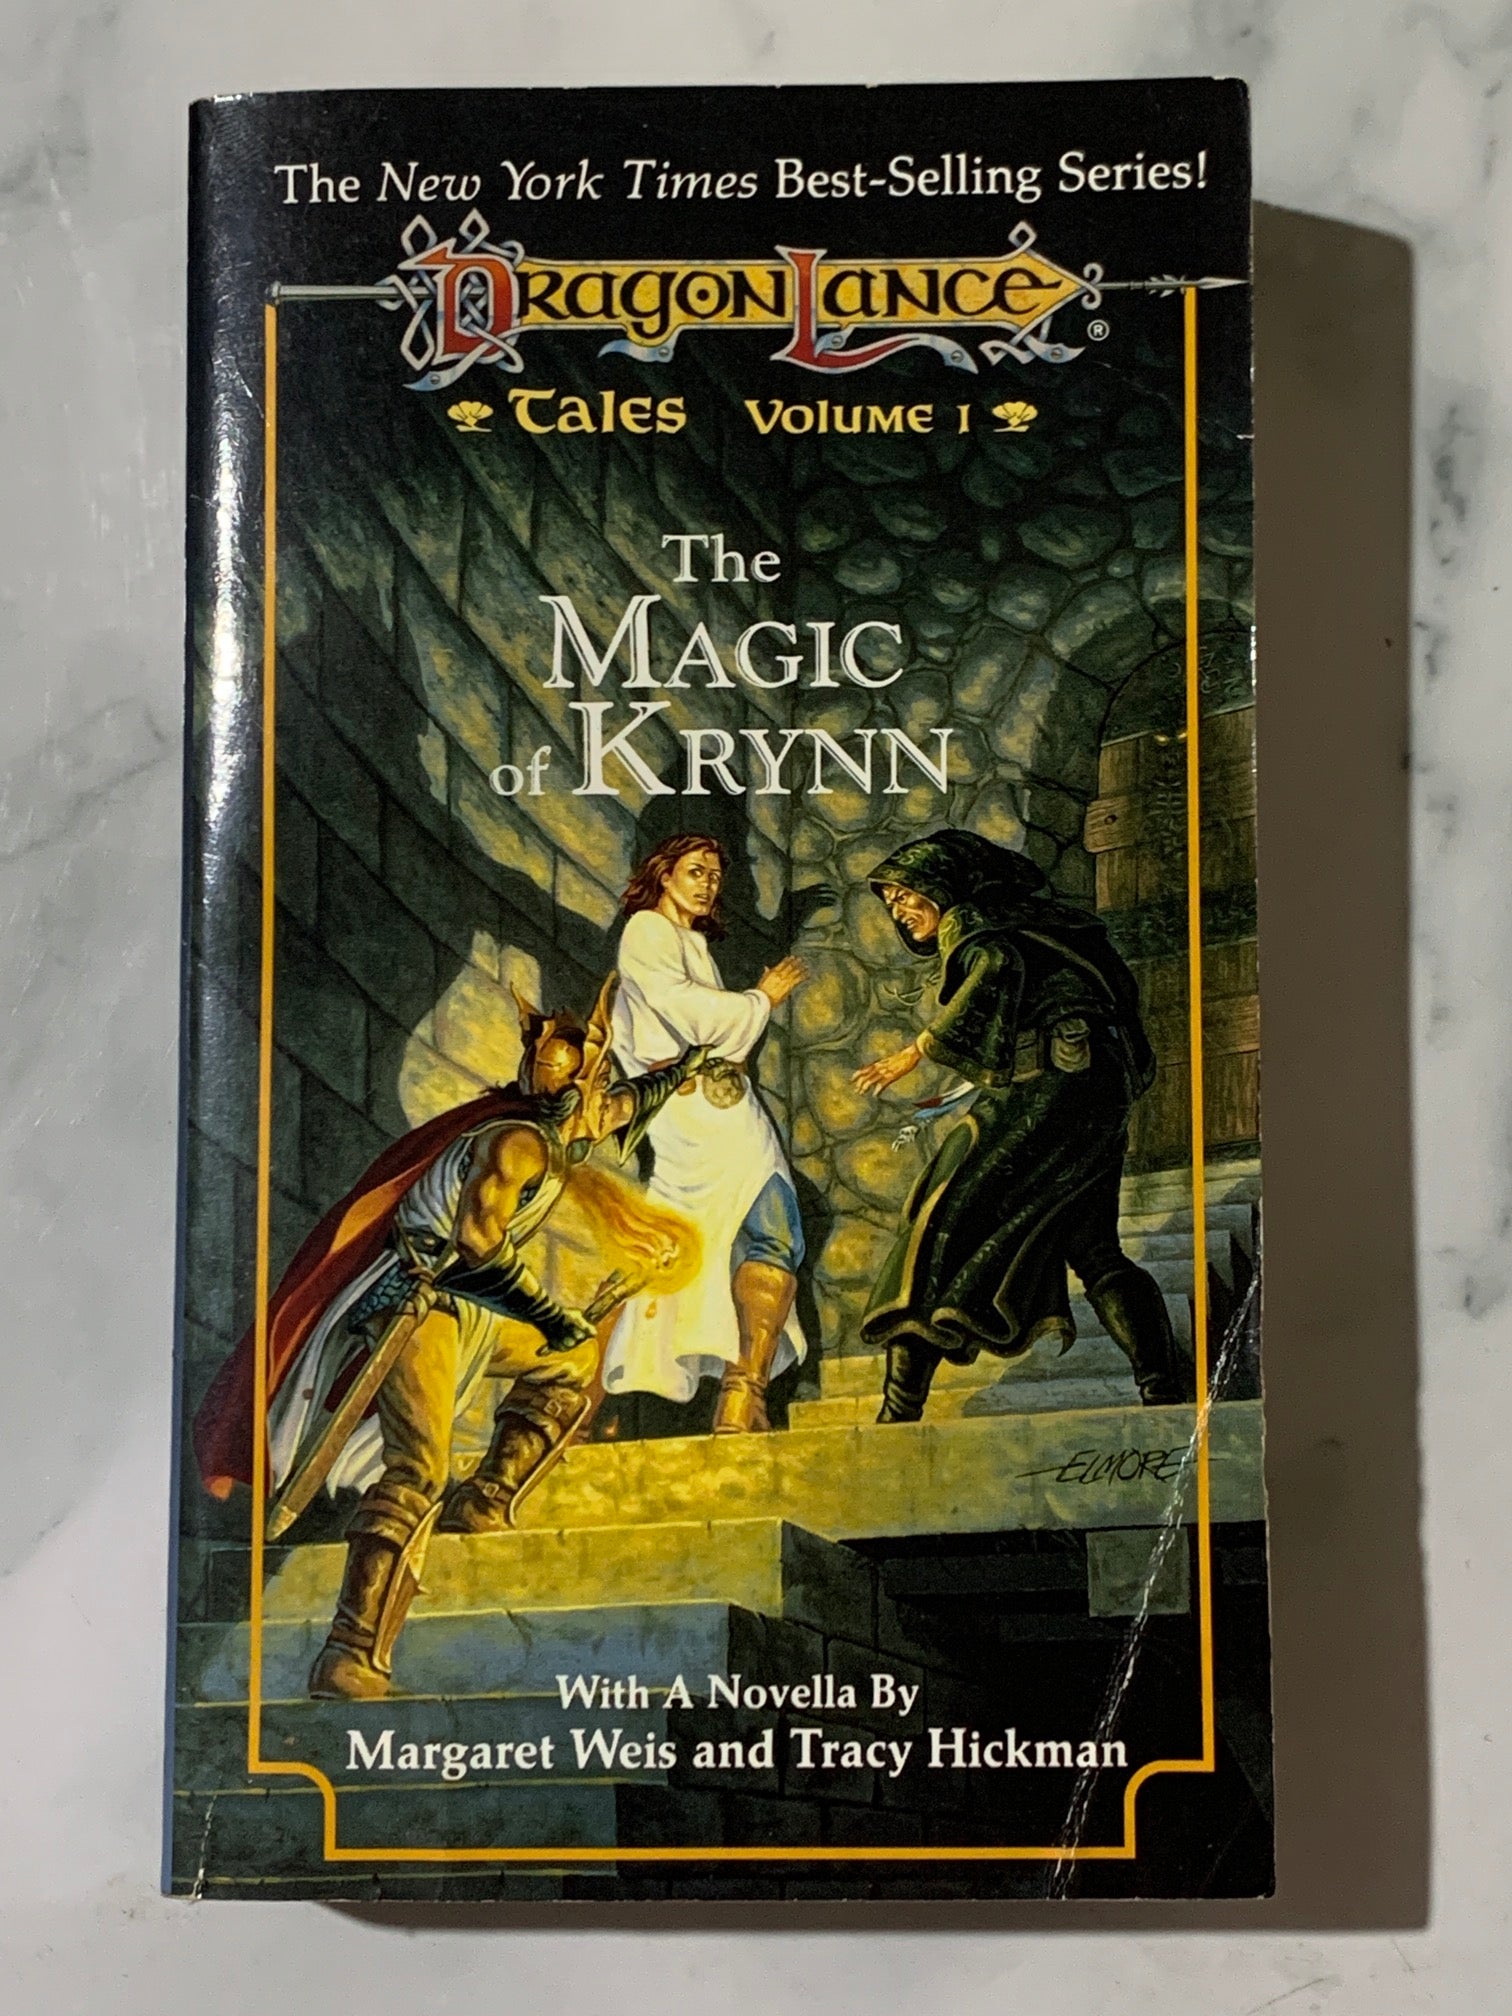 The New York Times Best-Selling Series!
DragonLance®
Tales Volume I
The
Magic
of Krynn
ELMORE
With A Novella By
Margaret Weis and Tracy Hickman